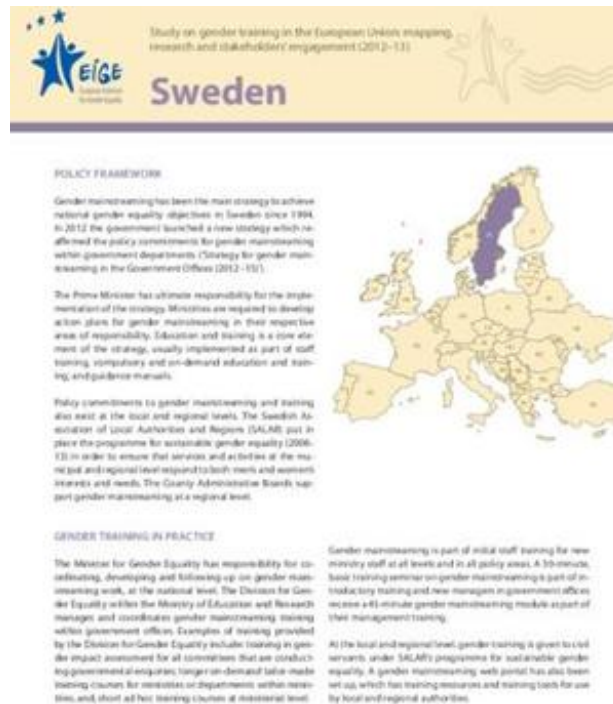 Study on gender training in the European Union: mapping,
research and stakeholders' engagement (2012–13)
EIGE
Sweden
POLICY FRAMEWORK
Gender mainstreaming has been the main strategy to achieve
national gender equality objectives in Sweden since 1994.
In 2012 the government launched a new strategy which re-
affirmed the policy commitments for gender mainstreaming
within government departments ('Strategy for gender main-
streaming in the Government Offices (2012–15)').
The Prime Minister has ultimate responsibility for the imple-
mentation of the strategy. Ministries are required to develop
action plans for gender mainstreaming in their respective
areas of responsibility. Education and training is a core ele-
ment of the strategy, usually implemented as part of staff
training, compulsory and on-demand education and train-
ing, and guidance manuals.
Policy commitments to gender mainstreaming and training
also exist at the local and regional levels. The Swedish As-
sociation of Local Authorities and Regions (SALAR) put in
place the programme for sustainable gender equality (2008–
13) in order to ensure that services and activities at the mu-
nicipal and regional level respond to both men's and women's
interests and needs. The County Administrative Boards sup-
port gender mainstreaming at a regional level.
GENDER TRAINING IN PRACTICE
The Minister for Gender Equality has responsibility for co-
ordinating, developing and following up on gender main-
streaming work, at the national level. The Division for Gen-
der Equality within the Ministry of Education and Research
manages and coordinates gender mainstreaming training
within government offices. Examples of training provided
by the Division for Gender Equality include: training in gen-
der impact assessment for all committees that are conduct-
ing governmental enquiries; longer on-demand tailor-made
training courses for ministries or departments within minis-
tries; and, short ad hoc training courses at ministerial level.
Gender mainstreaming is part of initial staff training for new
ministry staff at all levels and in all policy areas. A 30-minute,
basic training seminar on gender mainstreaming is part of in-
troductory training and new managers in government offices
receive a 45-minute gender mainstreaming module as part of
their management training.
At the local and regional level, gender training is given to civil
servants under SALAR's programme for sustainable gender
equality. A gender mainstreaming web portal has also been
set up, which has training resources and training tools for use
by local and regional authorities.